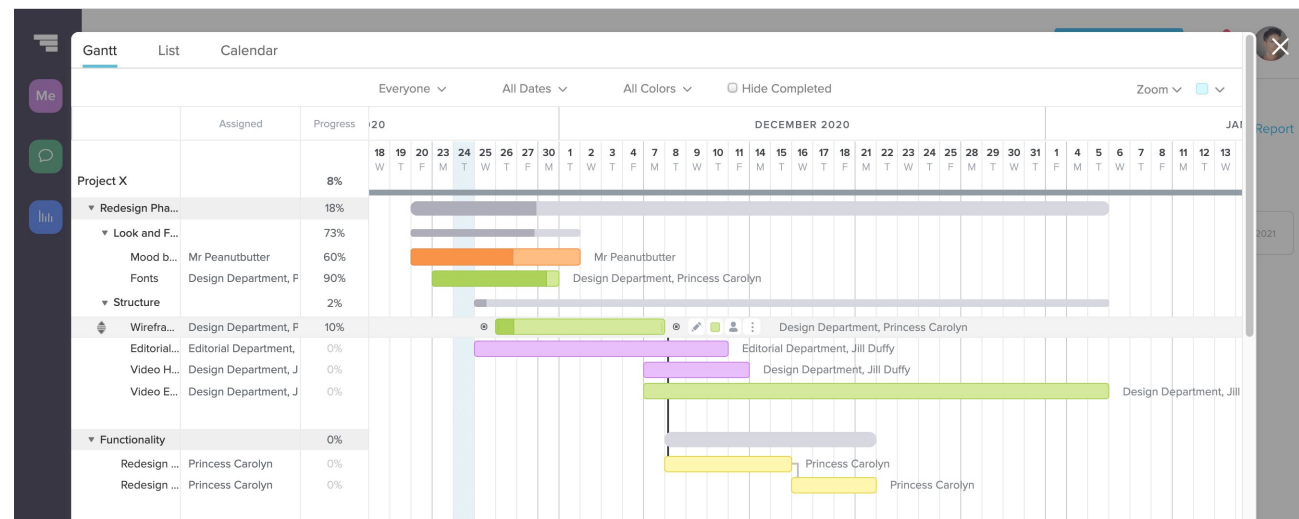 Gantt List Calendar
Me
Everyone All Dates All Colors Hide Completed Zoom
Report
Assigned Progress 20 DECEMBER 2020 JA
18 19 20 23 24 25 26 27 30 1 2 3 4 7 8 9 10 11 14 15 16 17 18 21 22 23 24 25 28 29 30 31 1 4 5 6 7 8 11 12 13
W T F M T W T F M T W T F M T W T F M T W T F M T W T F M T W T F M T W T F M T W
Project X 8%
Redesign Pha... 18%
2021
Look and F... 73%
Mood b... Mr Peanutbutter 60% Mr Peanutbutter
Fonts Design Department, P 90% Design Department, Princess Carolyn
Structure 2%
Wirefra... Design Department, P 10% Design Department, Princess Carolyn
Editorial... Editorial Department, 0% Editorial Department, Jill Duffy
Video H... Design Department, J 0% Design Department, Jill Duffy
Video E... Design Department, J 0% Design Department, Jill
Functionality 0%
Redesign ... Princess Carolyn 0% Princess Carolyn
Redesign ... Princess Carolyn 0% Princess Carolyn